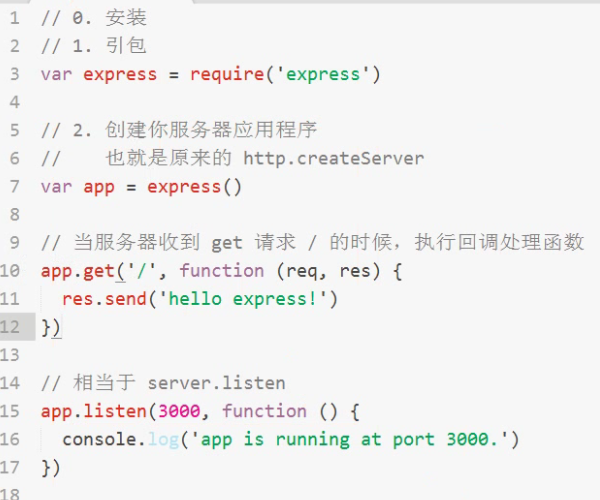 1 // 0. 安装
2 // 1. 引包
3 var express = require('express')
4
5 // 2. 创建你服务器应用程序
6 //    也就是原来的 http.createServer
7 var app = express()
8
9 // 当服务器收到 get 请求 / 的时候，执行回调处理函数
10 app.get('/', function (req, res) {
11   res.send('hello express!')
12 })
13
14 // 相当于 server.listen
15 app.listen(3000, function () {
16   console.log('app is running at port 3000.')
17 })
18